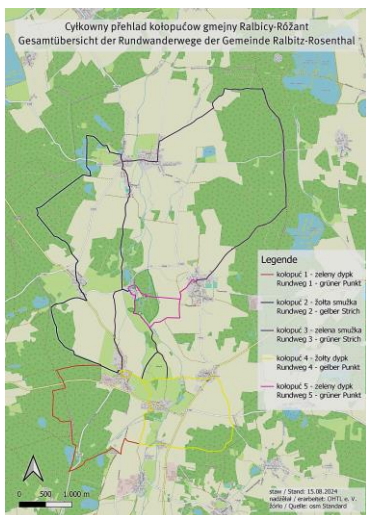 Cyłkowny přehlad kołopućow gmejny Ralbicy-Róžant
Gesamtübersicht der Rundwanderwege der Gemeinde Ralbitz-Rosenthal
Legende
kołopuć 1 - zeleny dypk
Rundweg 1 - grüner Punkt
kołopuć 2 - žołta smužka
Rundweg 2 - gelber Strich
kołopuć 3 - zelena smužka
Rundweg 3 - grüner Strich
kołopuć 4 - žołty dypk
Rundweg 4 - gelber Punkt
kołopuć 5 - zeleny dypk
Rundweg 5 - grüner Punkt
staw / Stand: 15.08.2024
nadźěłał / erarbeitet: OHTL e. V.
žórło / Quelle: osm Standard
0 500 1.000 m